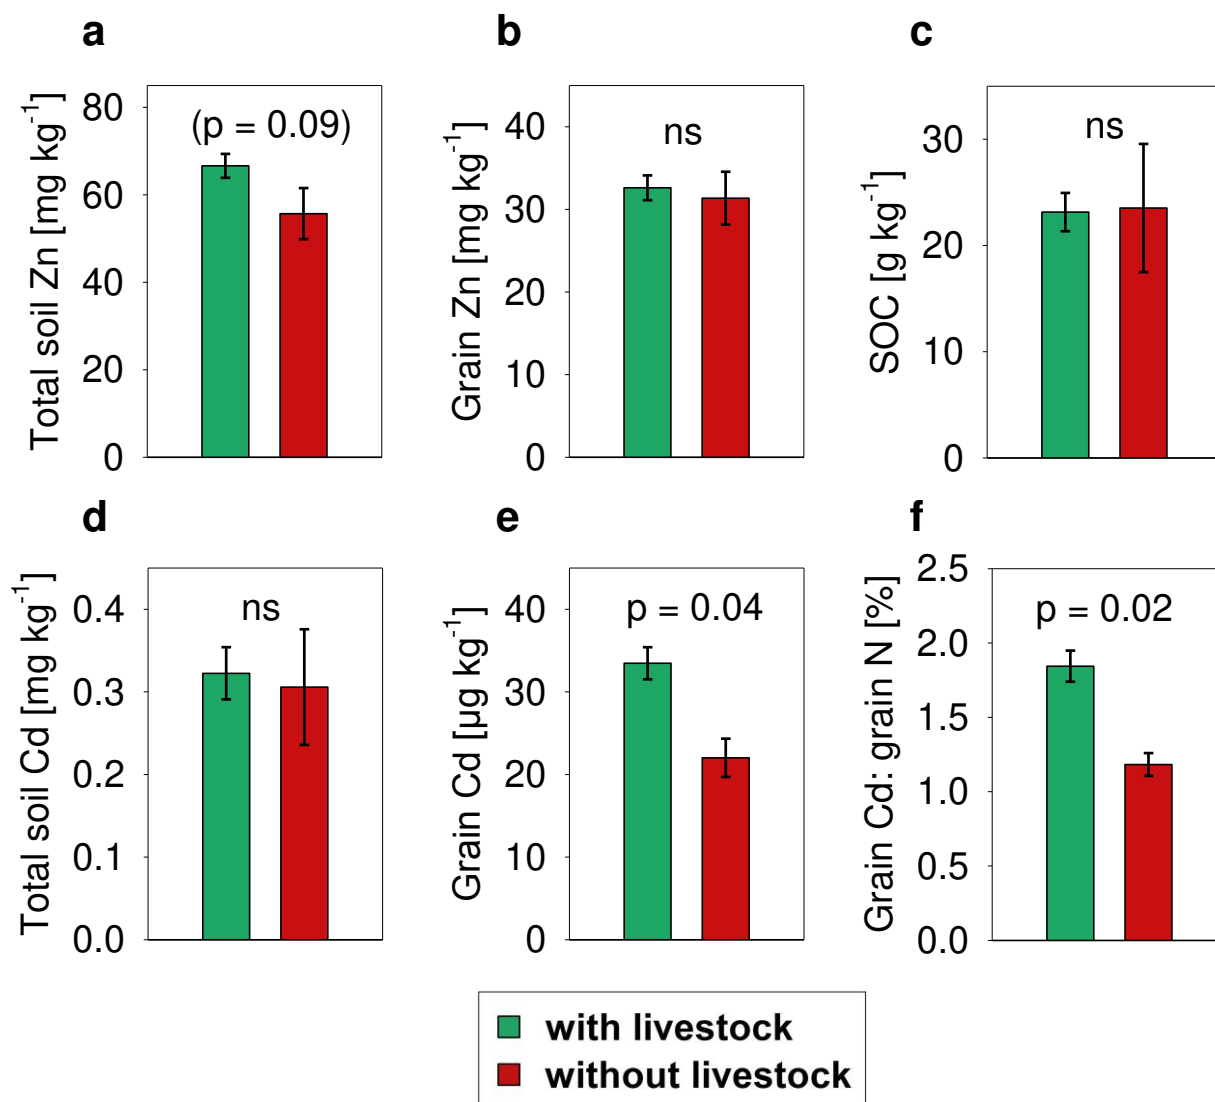 a
Total soil Zn [mg kg⁻¹]
80
60
40
20
0
(p = 0.09)
b
Grain Zn [mg kg⁻¹]
40
30
20
10
0
ns
c
SOC [g kg⁻¹]
30
20
10
0
ns
d
Total soil Cd [mg kg⁻¹]
0.4
0.3
0.2
0.1
0.0
ns
e
Grain Cd [µg kg⁻¹]
40
30
20
10
0
p = 0.04
f
Grain Cd: grain N [%]
2.5
2.0
1.5
1.0
0.5
0.0
p = 0.02
with livestock
without livestock